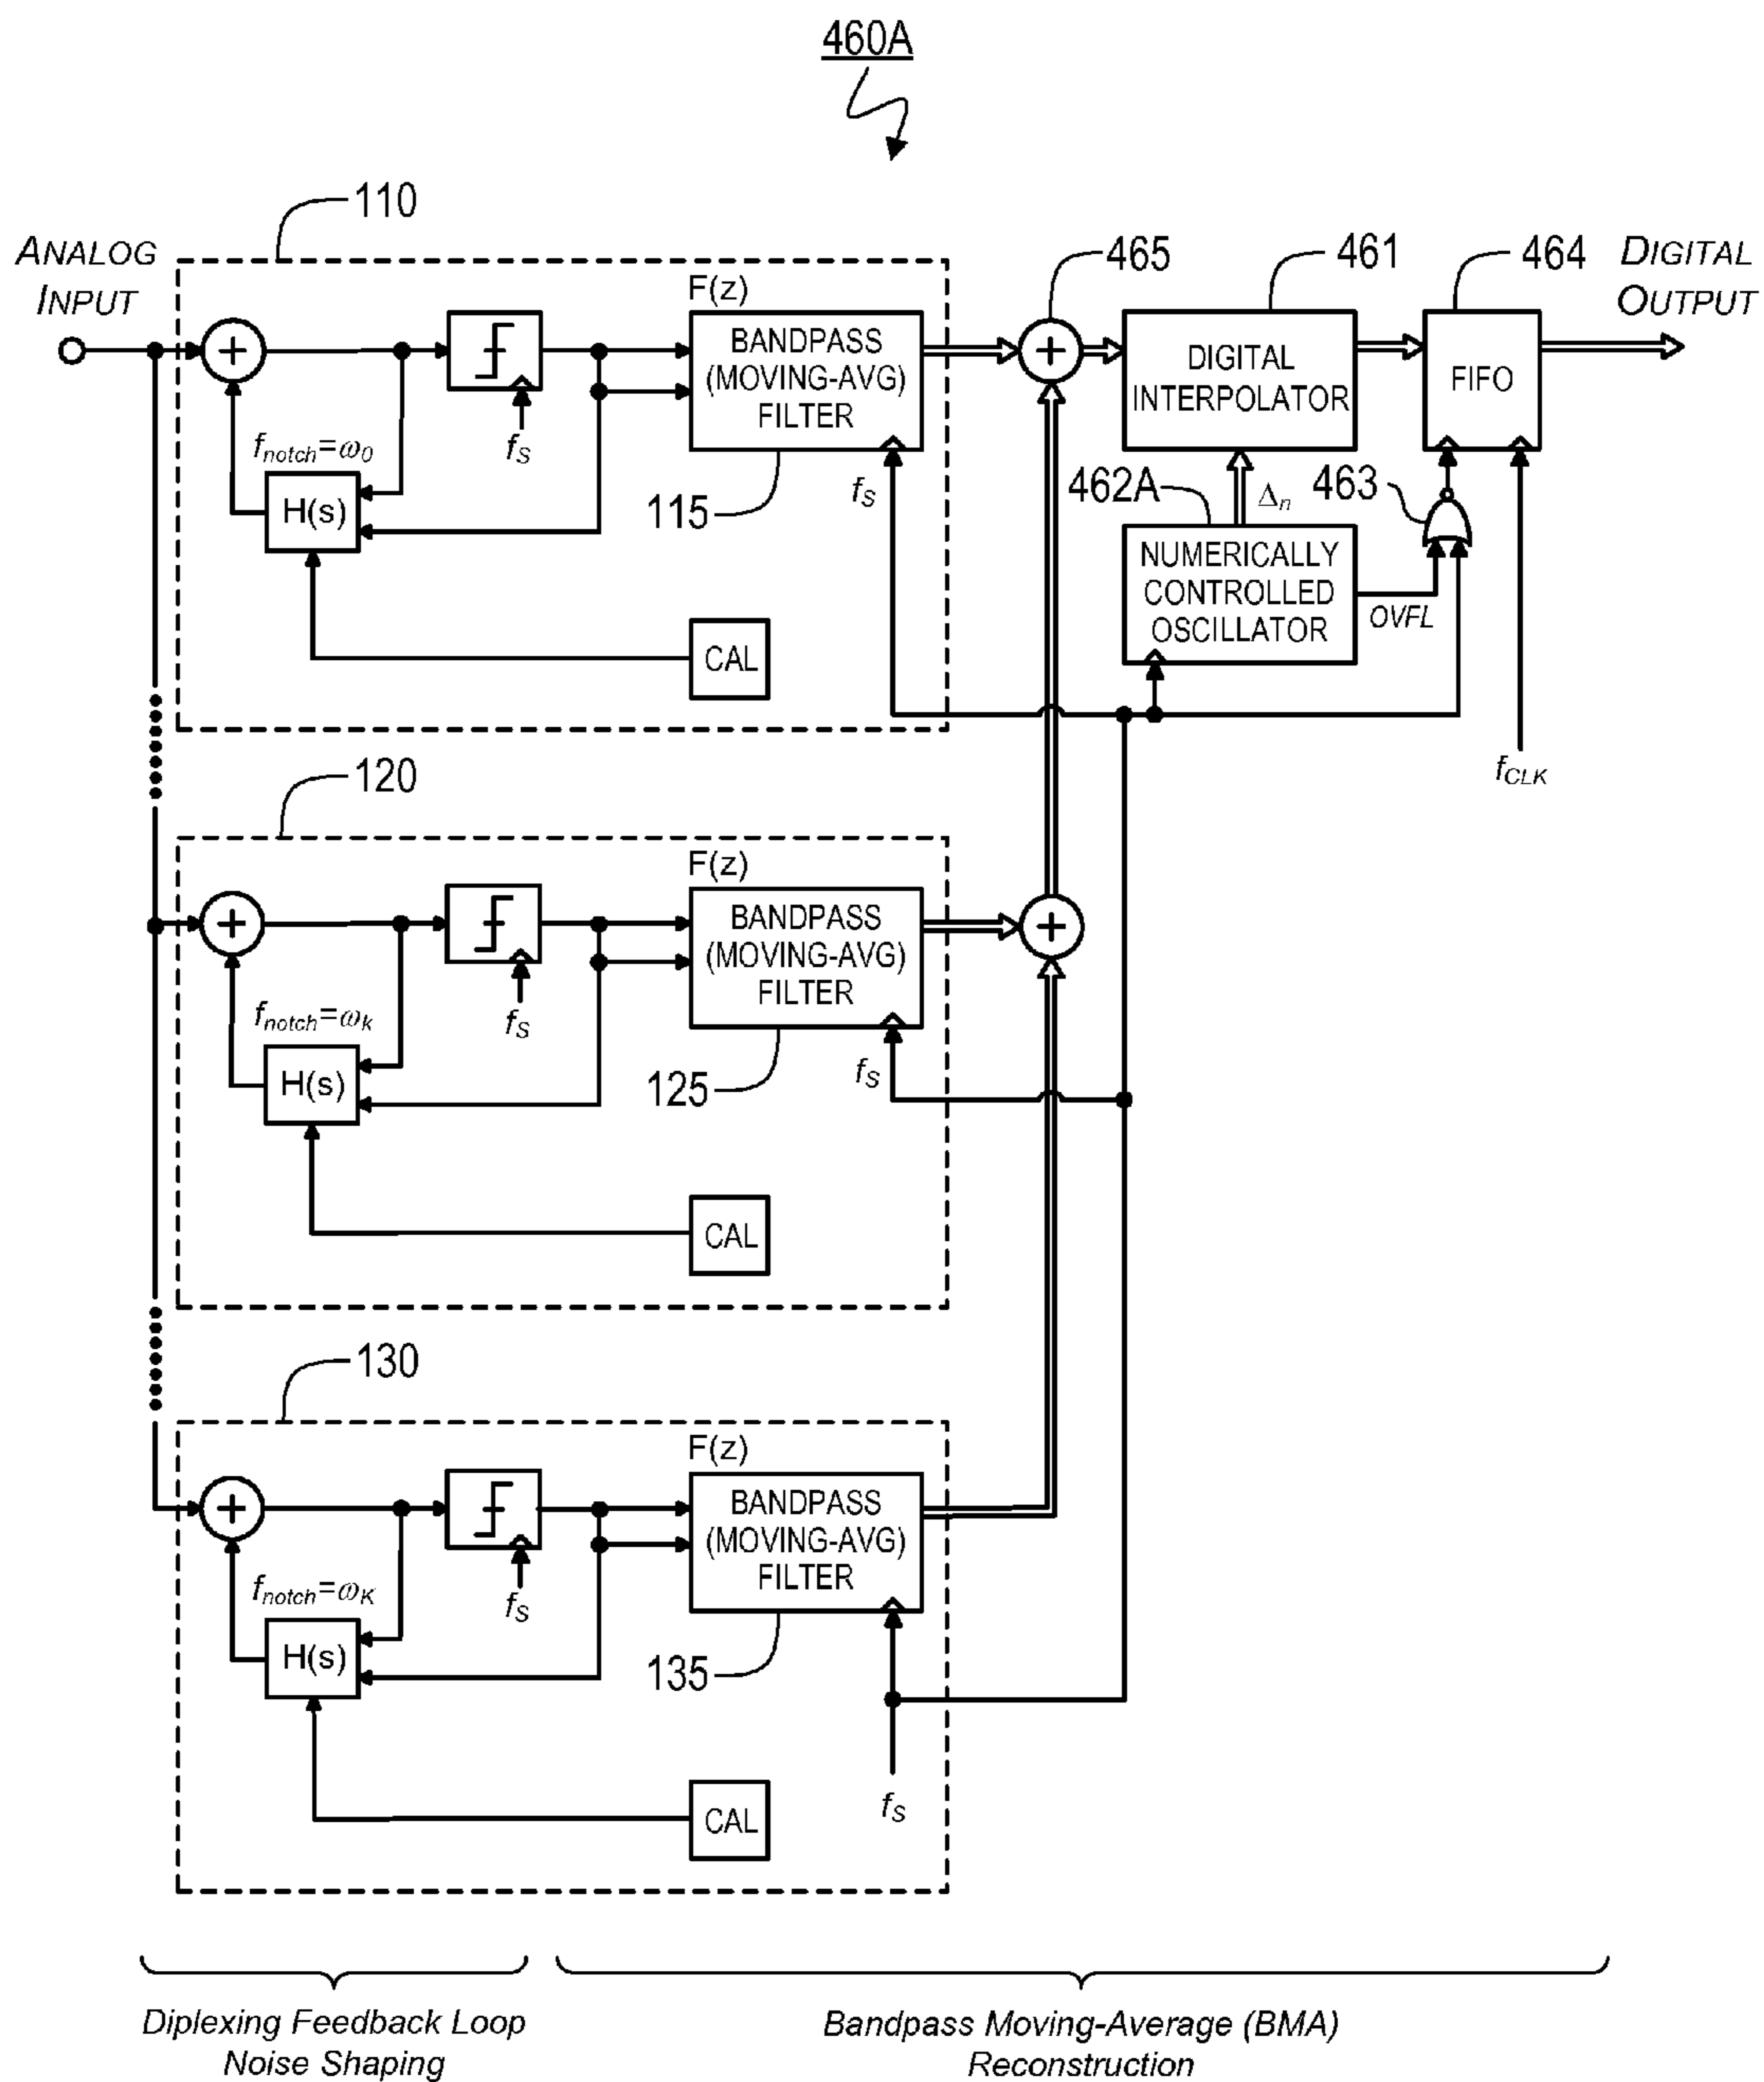 460A
110
ANALOG
INPUT
465
461
464
DIGITAL
OUTPUT
F(z)
+
BANDPASS
(MOVING-AVG)
FILTER
+
DIGITAL
INTERPOLATOR
FIFO
fS
fnotch=ω0
H(s)
115
fS
462A
Δn
463
NUMERICALLY
CONTROLLED
OSCILLATOR
OVFL
CAL
fCLK
120
F(z)
+
BANDPASS
(MOVING-AVG)
FILTER
+
fnotch=ωk
fS
H(s)
125
fS
CAL
130
F(z)
+
BANDPASS
(MOVING-AVG)
FILTER
fnotch=ωK
fS
H(s)
135
CAL
fS
Diplexing Feedback Loop
Noise Shaping
Bandpass Moving-Average (BMA)
Reconstruction